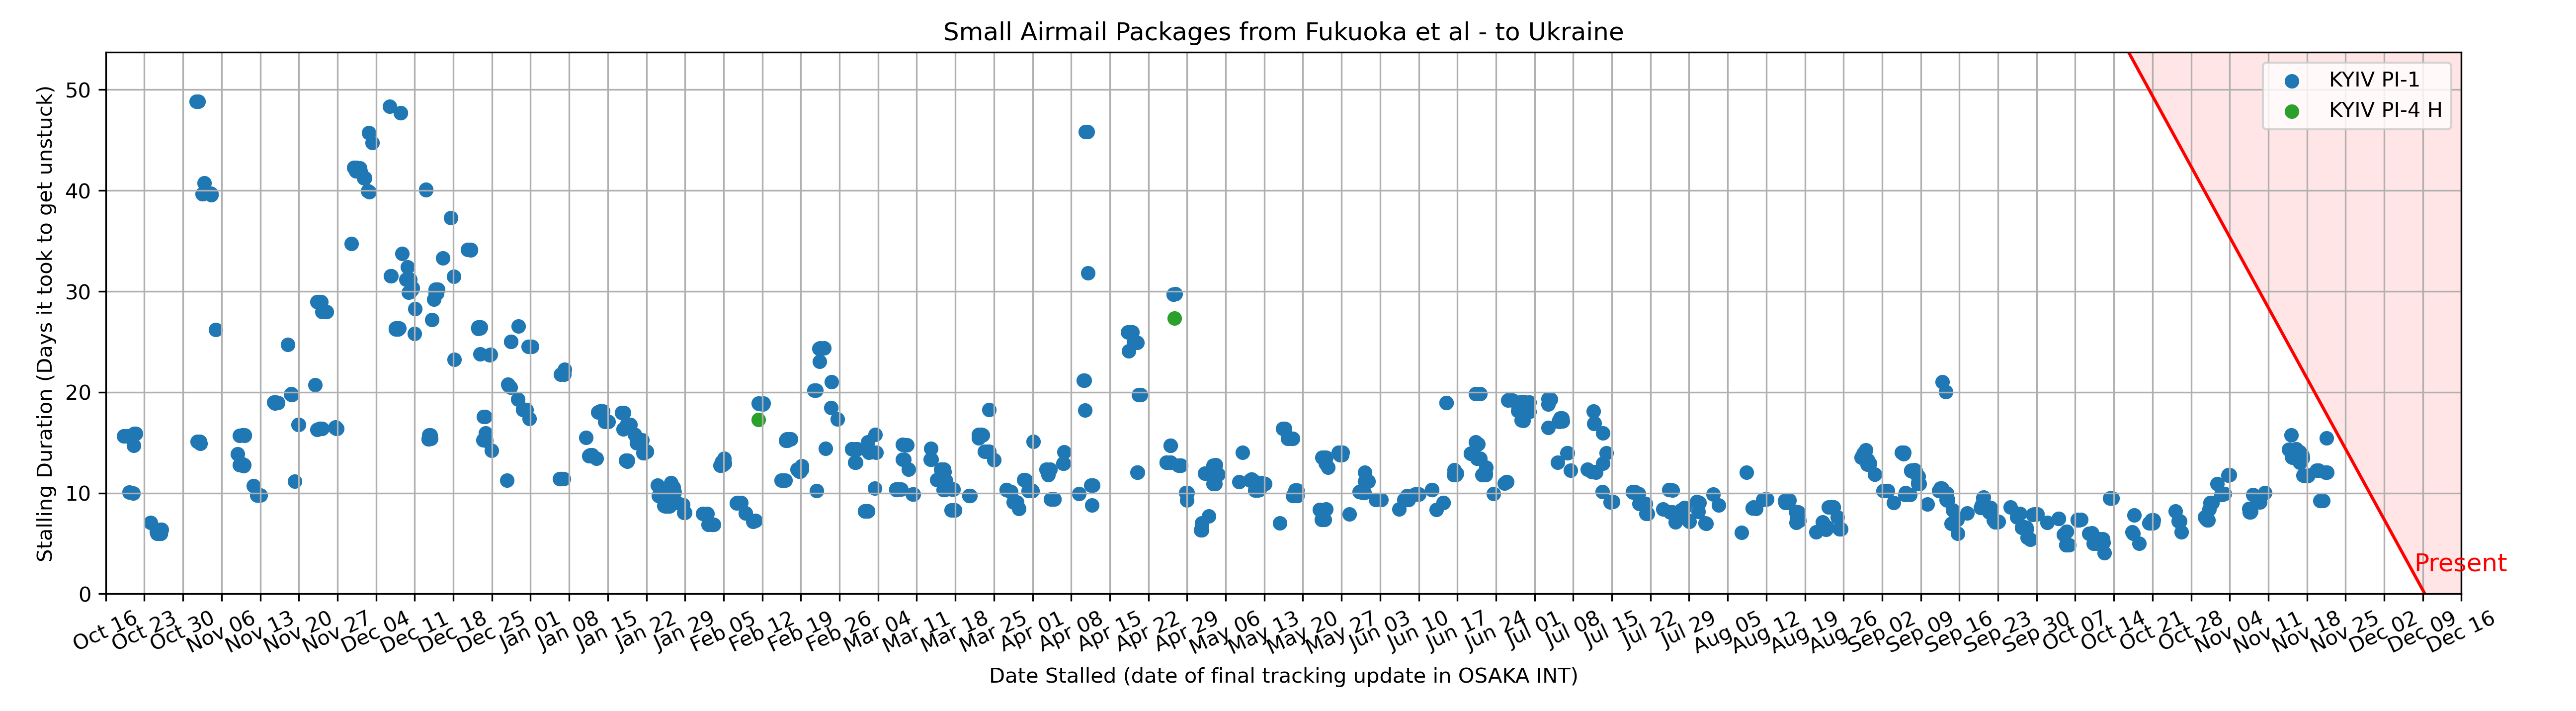 Small Airmail Packages from Fukuoka et al - to Ukraine
KYIV PI-1
KYIV PI-4 H
Stalling Duration (Days it took to get unstuck)
50
40
30
20
10
0
Present
Oct 16
Oct 23
Oct 30
Nov 06
Nov 13
Nov 20
Nov 27
Dec 04
Dec 11
Dec 18
Dec 25
Jan 01
Jan 08
Jan 15
Jan 22
Jan 29
Feb 05
Feb 12
Feb 19
Feb 26
Mar 04
Mar 11
Mar 18
Mar 25
Apr 01
Apr 08
Apr 15
Apr 22
Apr 29
May 06
May 13
May 20
May 27
Jun 03
Jun 10
Jun 17
Jun 24
Jul 01
Jul 08
Jul 15
Jul 22
Jul 29
Aug 05
Aug 12
Aug 19
Aug 26
Sep 02
Sep 09
Sep 16
Sep 23
Sep 30
Oct 07
Oct 14
Oct 21
Oct 28
Nov 04
Nov 11
Nov 18
Nov 25
Dec 02
Dec 09
Dec 16
Date Stalled (date of final tracking update in OSAKA INT)